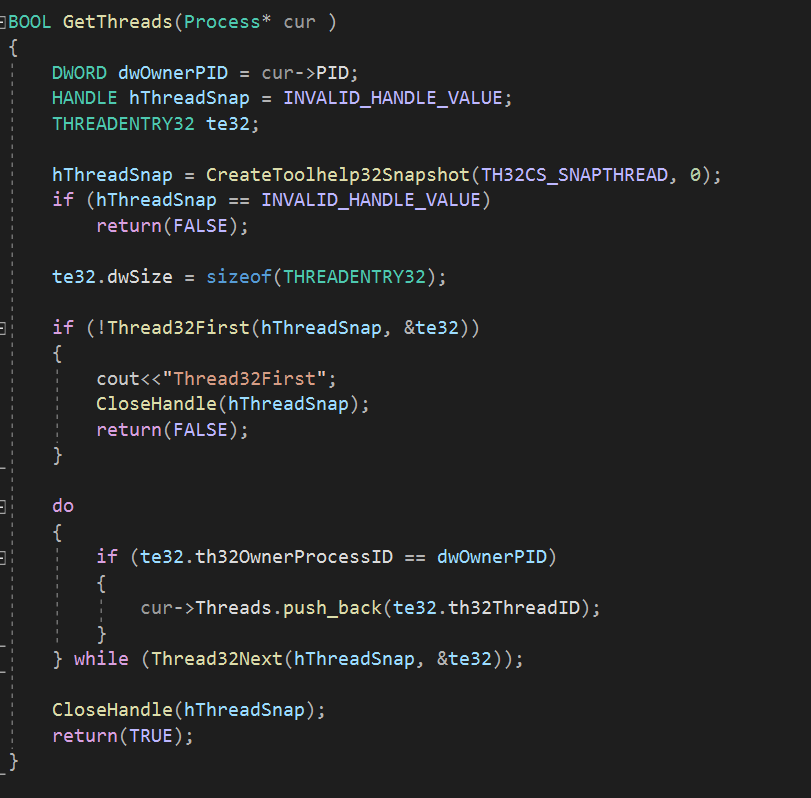 BOOL GetThreads(Process* cur )
{
    DWORD dwOwnerPID = cur->PID;
    HANDLE hThreadSnap = INVALID_HANDLE_VALUE;
    THREADENTRY32 te32;

    hThreadSnap = CreateToolhelp32Snapshot(TH32CS_SNAPTHREAD, 0);
    if (hThreadSnap == INVALID_HANDLE_VALUE)
        return(FALSE);

    te32.dwSize = sizeof(THREADENTRY32);

    if (!Thread32First(hThreadSnap, &te32))
    {
        cout<<"Thread32First";
        CloseHandle(hThreadSnap);
        return(FALSE);
    }

    do
    {
        if (te32.th32OwnerProcessID == dwOwnerPID)
        {
            cur->Threads.push_back(te32.th32ThreadID);
        }
    } while (Thread32Next(hThreadSnap, &te32));

    CloseHandle(hThreadSnap);
    return(TRUE);
}